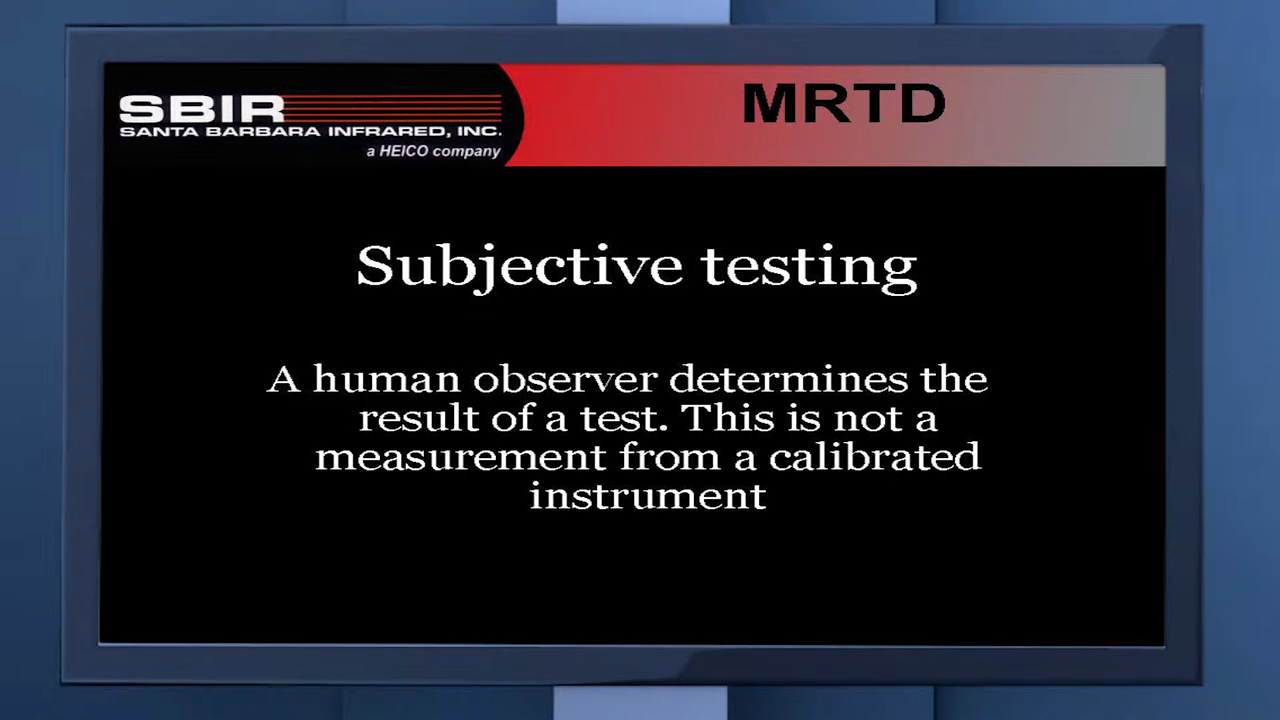 SBIR
SANTA BARBARA INFRARED, INC.
a HEICO company
MRTD
Subjective testing
A human observer determines the
result of a test. This is not a
measurement from a calibrated
instrument